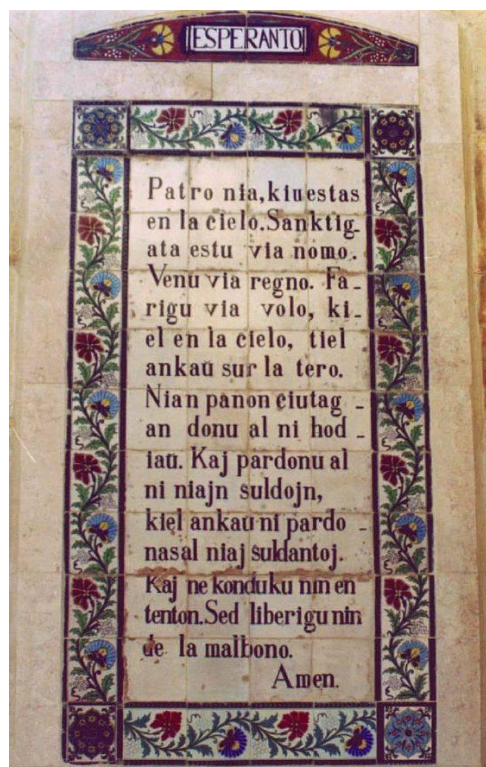 ESPERANTO
Patro nia, kiu estas
en la cielo. Sanktig-
ata estu via nomo.
Venu via regno. Fa-
rigu via volo, ki-
el en la cielo, tiel
ankaŭ sur la tero.
Nian panon ciutag-
an donu al ni hod-
iaŭ. Kaj pardonu al
ni niajn suldojn,
kiel ankau ni pardo-
nas al niaj suldantoj.
Kaj ne konduku nin en
tenton. Sed liberigu nin
de la malbono.
Amen.